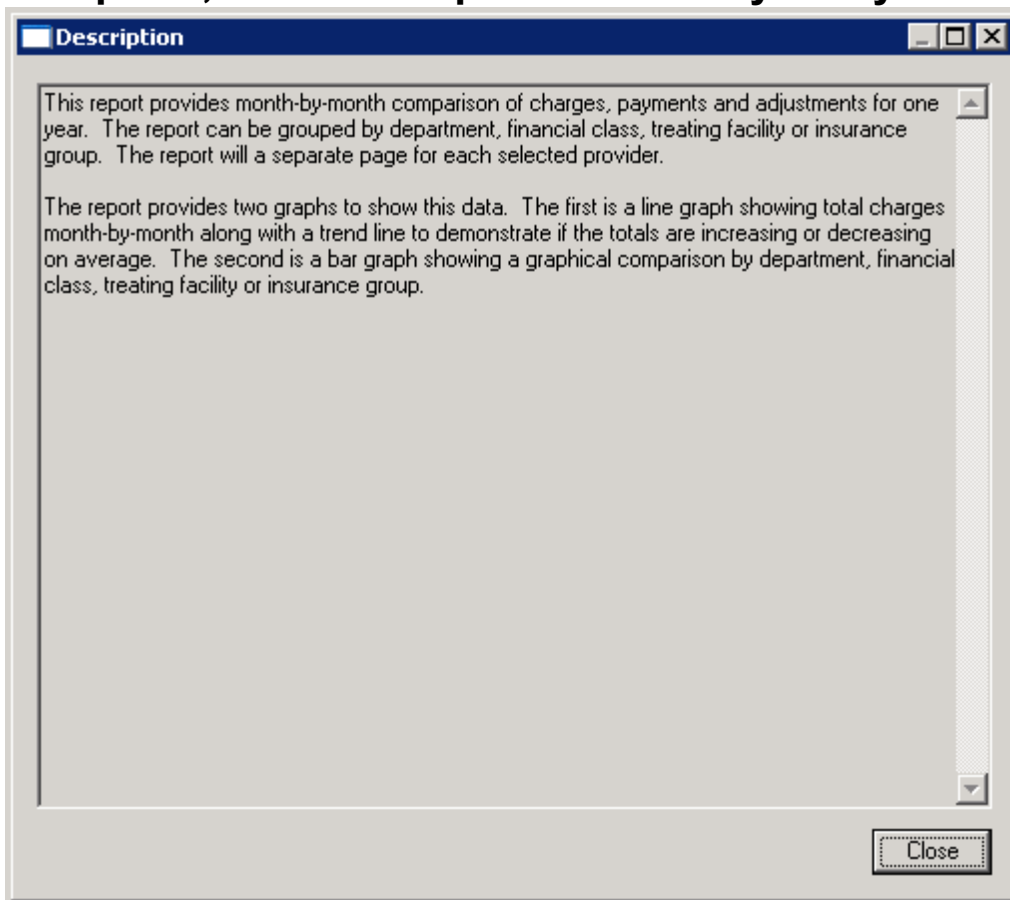 Description
This report provides month-by-month comparison of charges, payments and adjustments for one
year.  The report can be grouped by department, financial class, treating facility or insurance
group.  The report will a separate page for each selected provider.
The report provides two graphs to show this data.  The first is a line graph showing total charges
month-by-month along with a trend line to demonstrate if the totals are increasing or decreasing
on average.  The second is a bar graph showing a graphical comparison by department, financial
class, treating facility or insurance group.
Close